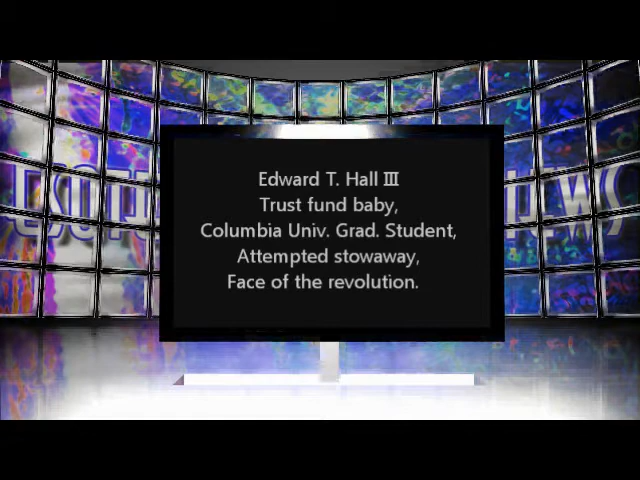 Edward T. Hall III
Trust fund baby,
Columbia Univ. Grad. Student,
Attempted stowaway,
Face of the revolution.